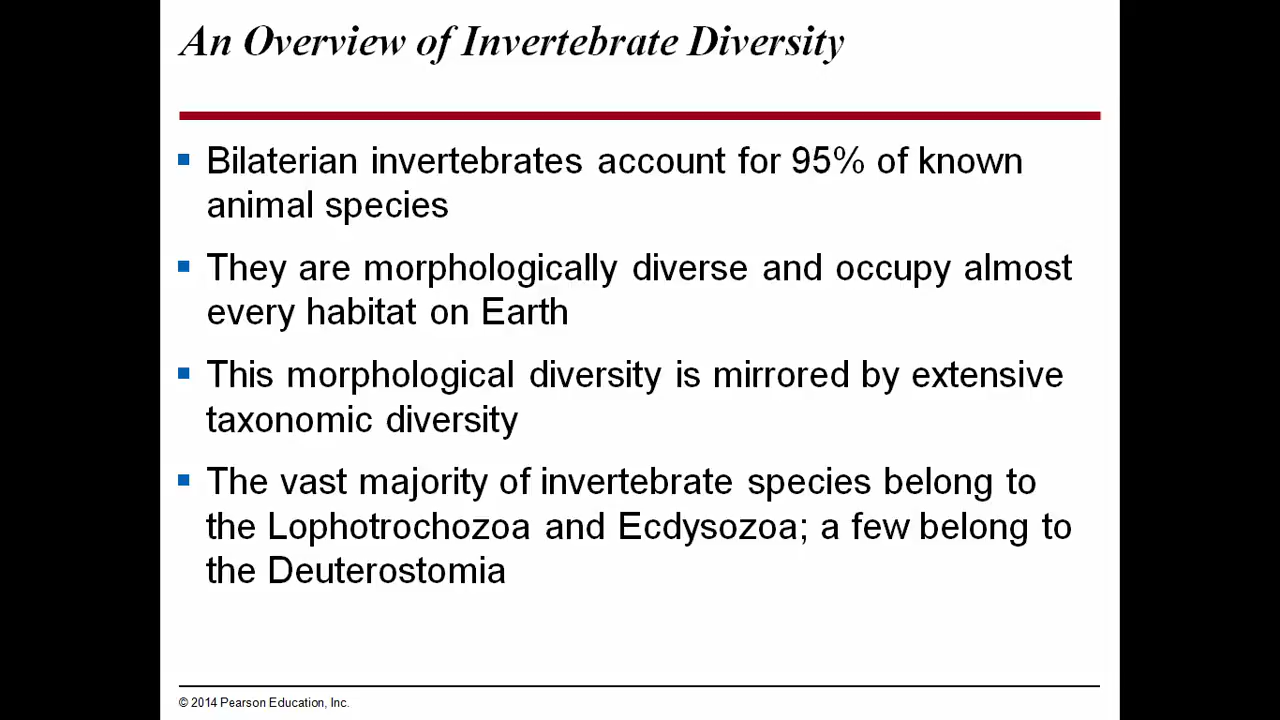 An Overview of Invertebrate Diversity
▪ Bilaterian invertebrates account for 95% of known
animal species
▪ They are morphologically diverse and occupy almost
every habitat on Earth
▪ This morphological diversity is mirrored by extensive
taxonomic diversity
▪ The vast majority of invertebrate species belong to
the Lophotrochozoa and Ecdysozoa; a few belong to
the Deuterostomia
© 2014 Pearson Education, Inc.